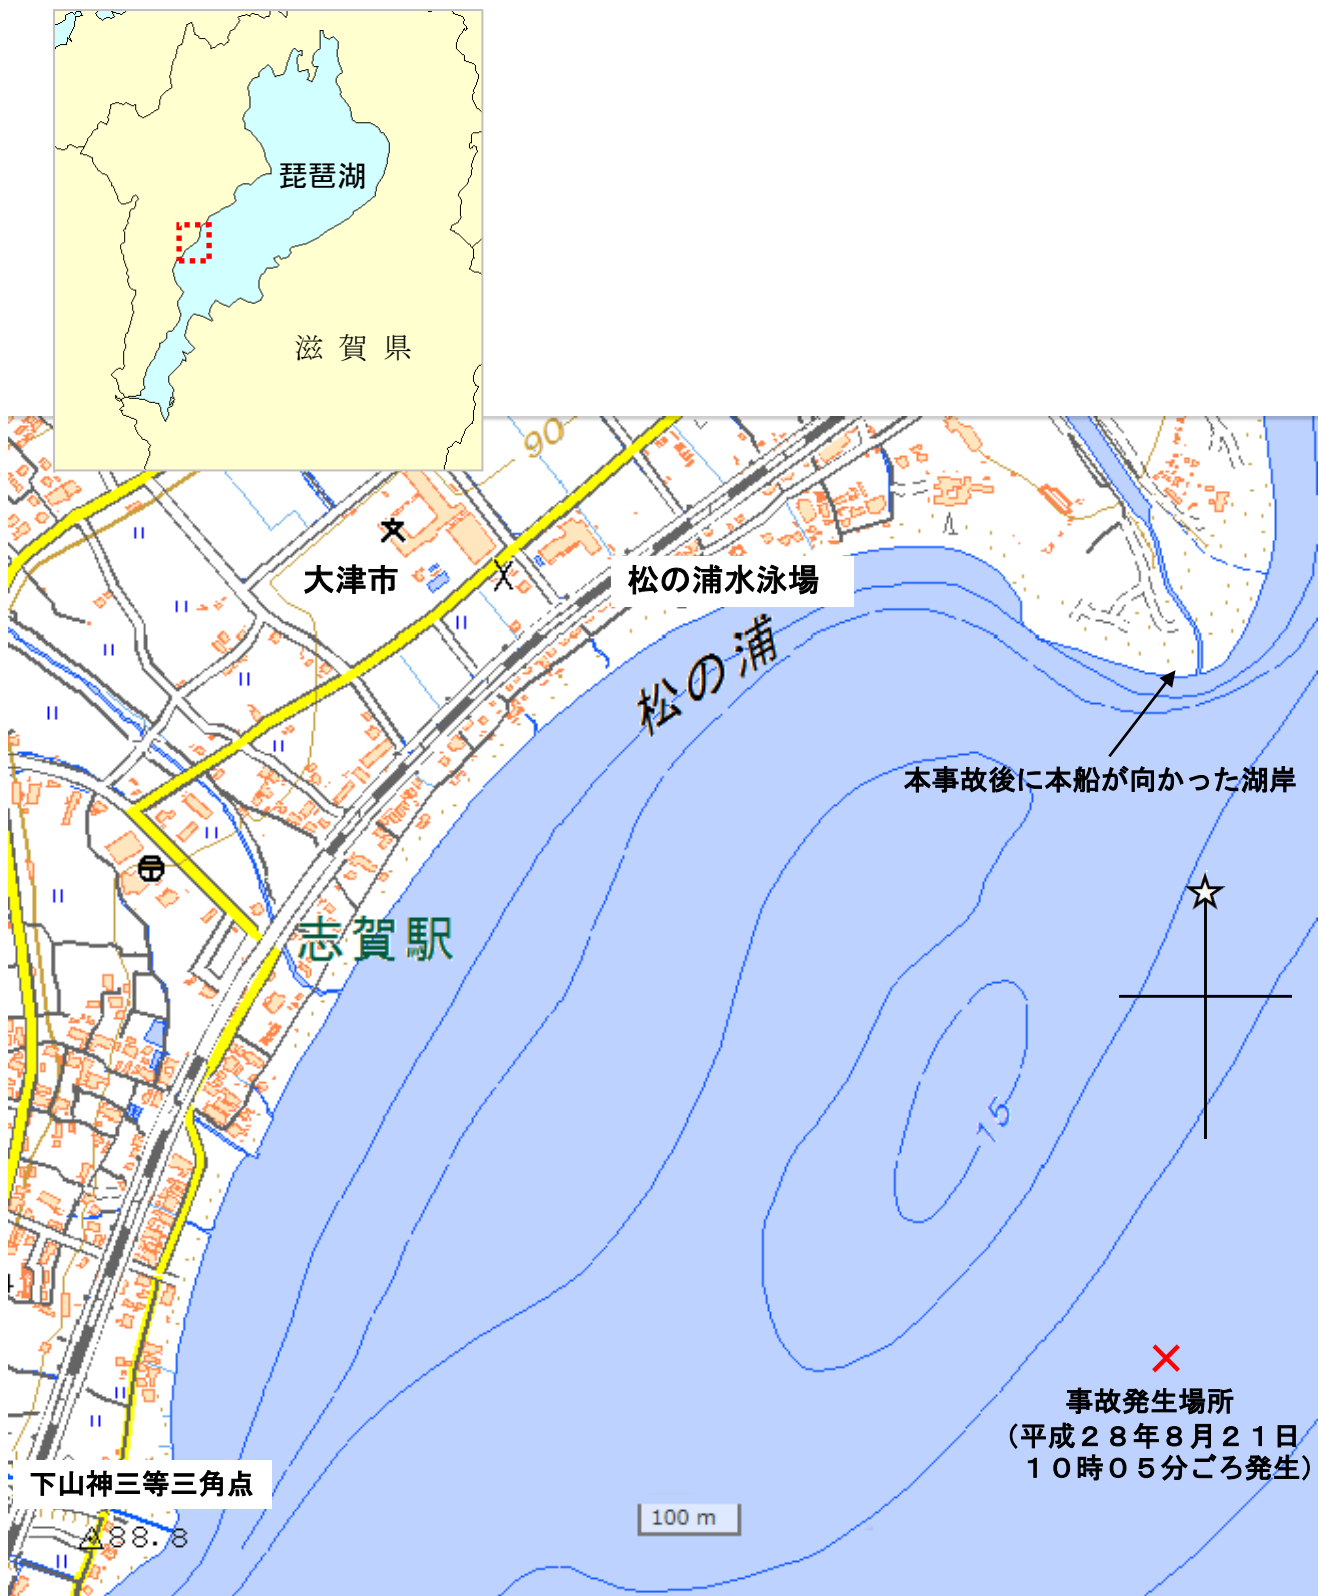 琵琶湖
滋賀県
90
大津市
松の浦水泳場
松の浦
本事故後に本船が向かった湖岸
志賀駅
15
事故発生場所
（平成２８年８月２１日
１０時０５分ごろ発生）
下山神三等三角点
100 m
88.8